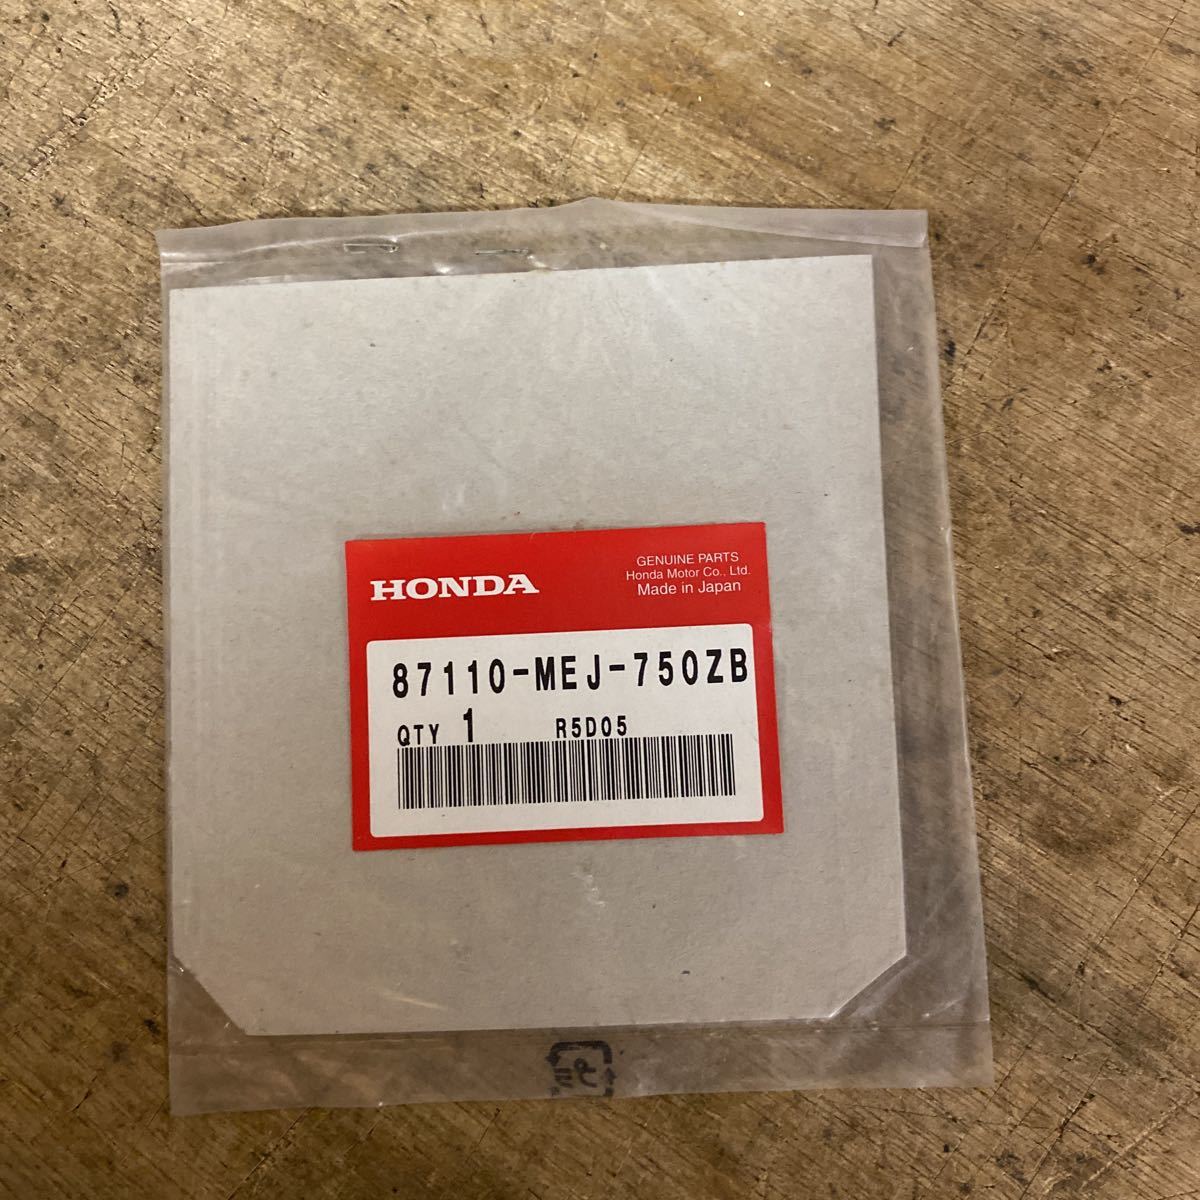 HONDA
GENUINE PARTS
Honda Motor Co., Ltd.
Made in Japan
87110-MEJ-750ZB
QTY 1 R5D05